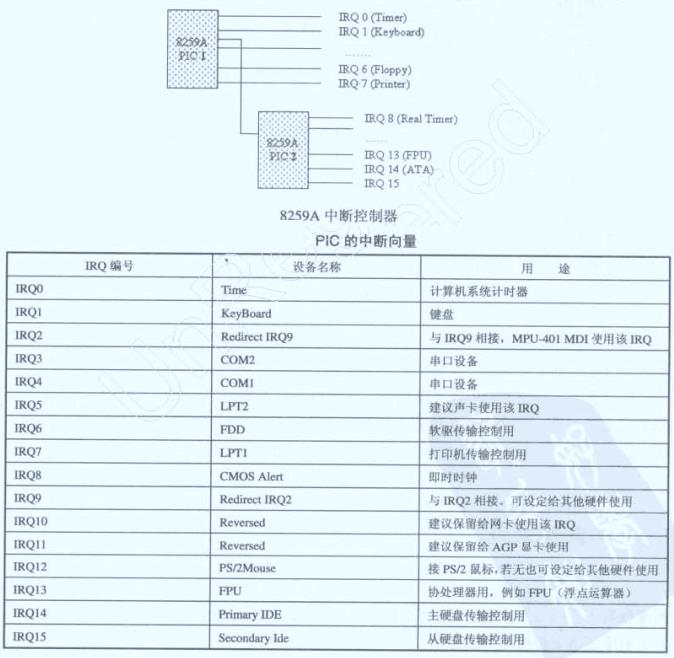 8259A
PIC 1
IRQ 0 (Timer)
IRQ 1 (Keyboard)
.......
IRQ 6 (Floppy)
IRQ 7 (Printer)
8259A
PIC 2
IRQ 8 (Real Timer)
......
IRQ 13 (FPU)
IRQ 14 (ATA)
IRQ 15
8259A 中断控制器
PIC 的中断向量
IRQ 编号 设备名称 用 途
IRQ0 Time 计算机系统计时器
IRQ1 KeyBoard 键盘
IRQ2 Redirect IRQ9 与 IRQ9 相接，MPU-401 MDI 使用该 IRQ
IRQ3 COM2 串口设备
IRQ4 COM1 串口设备
IRQ5 LPT2 建议声卡使用该 IRQ
IRQ6 FDD 软驱传输控制用
IRQ7 LPT1 打印机传输控制用
IRQ8 CMOS Alert 即时时钟
IRQ9 Redirect IRQ2 与 IRQ2 相接。可设定给其他硬件使用
IRQ10 Reversed 建议保留给网卡使用该 IRQ
IRQ11 Reversed 建议保留给 AGP 显卡使用
IRQ12 PS/2Mouse 接 PS/2 鼠标，若无也可设定给其他硬件使用
IRQ13 FPU 协处理器用，例如 FPU（浮点运算器）
IRQ14 Primary IDE 主硬盘传输控制用
IRQ15 Secondary Ide 从硬盘传输控制用